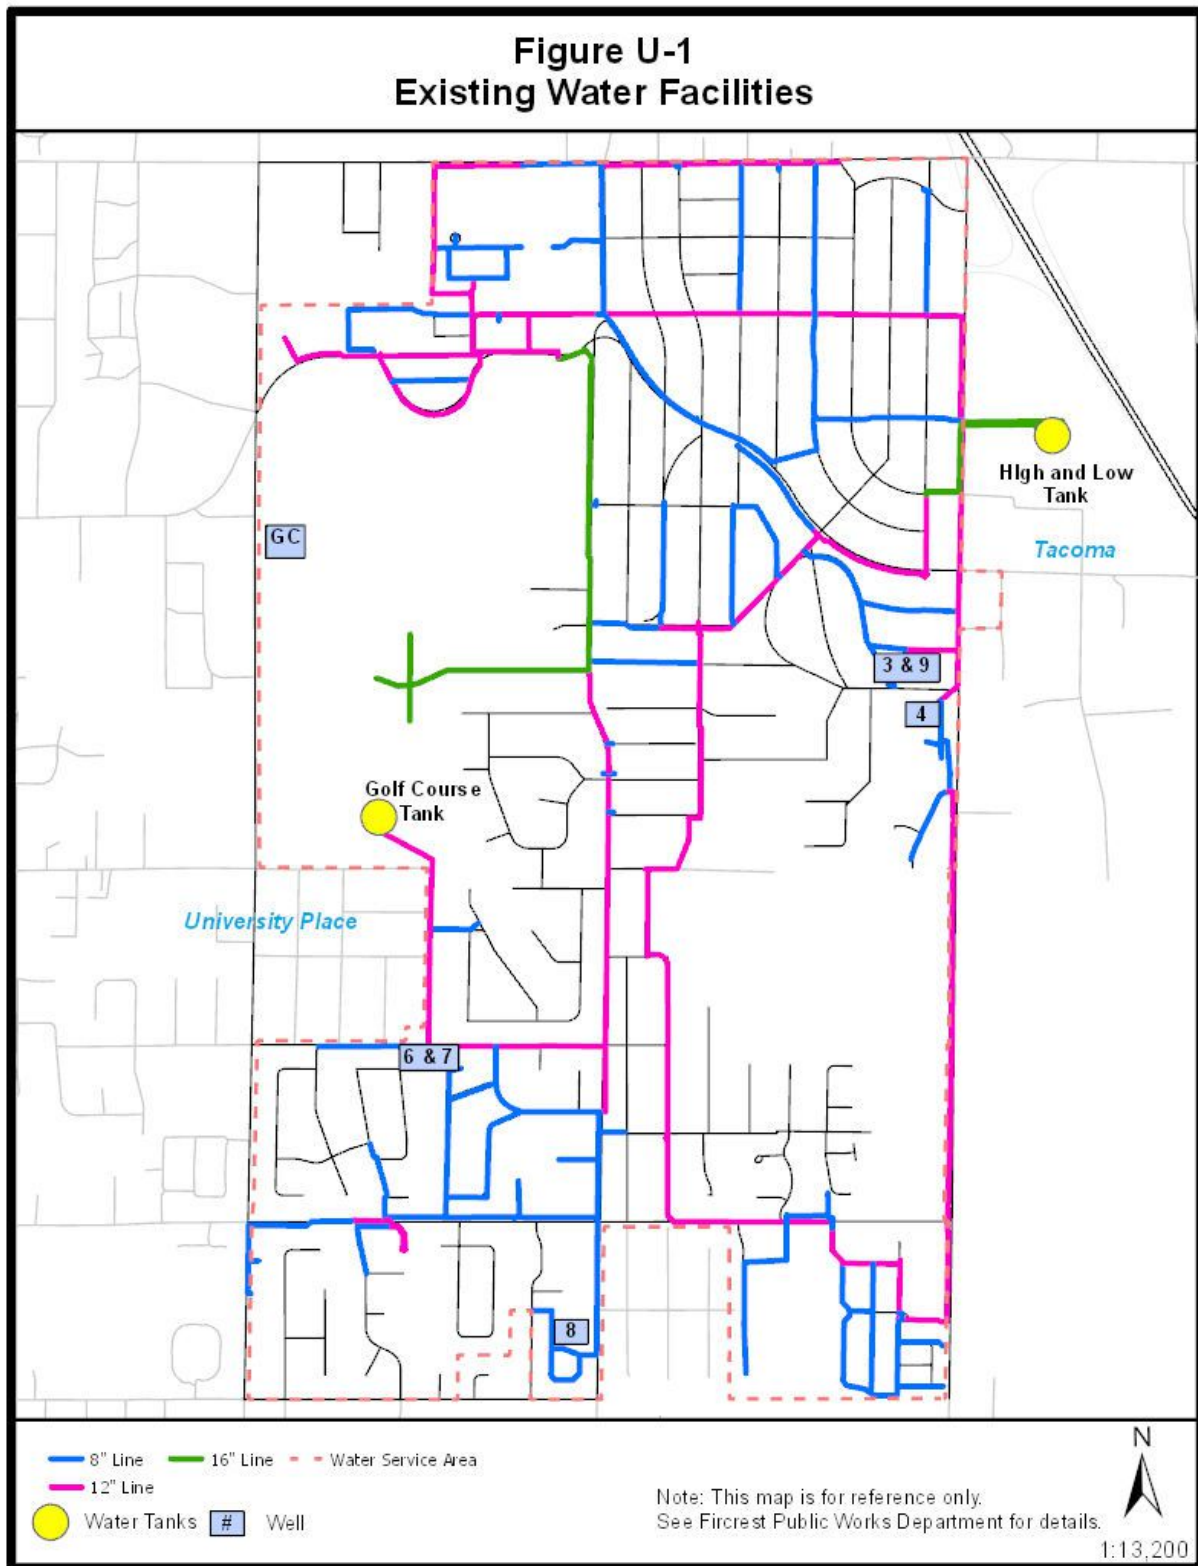 Figure U-1
Existing Water Facilities
HIgh and Low
Tank
GC
Tacoma
3 & 9
4
Golf Course
Tank
University Place
6 & 7
8
8" Line
16" Line
Water Service Area
12" Line
Water Tanks
#
Well
N
Note: This map is for reference only.
See Fircrest Public Works Department for details.
1:13,200